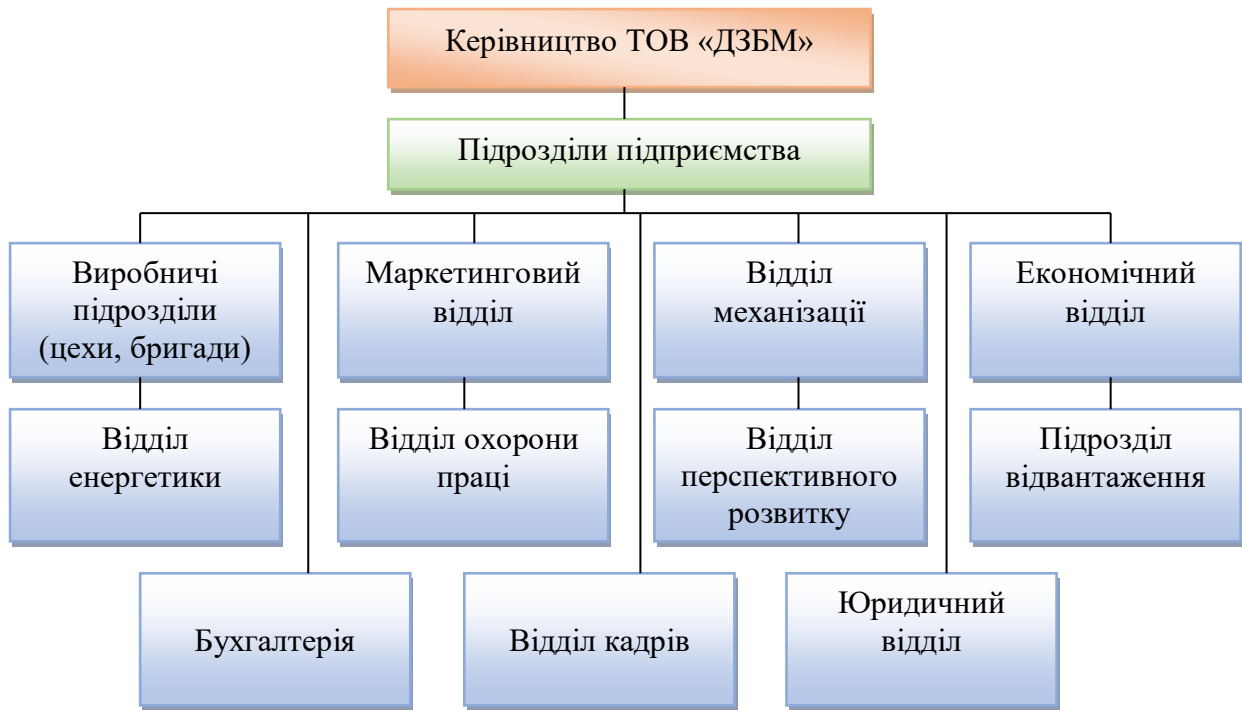 Керівництво ТОВ «ДЗБМ»
Підрозділи підприємства
Виробничі
підрозділи
(цехи, бригади)
Маркетинговий
відділ
Відділ
механізації
Економічний
відділ
Відділ
енергетики
Відділ охорони
праці
Відділ
перспективного
розвитку
Підрозділ
відвантаження
Бухгалтерія
Відділ кадрів
Юридичний
відділ